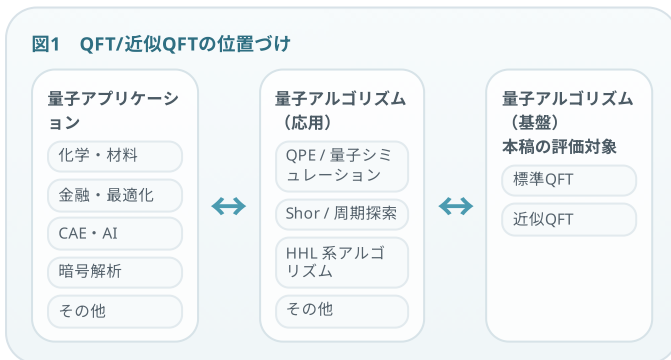 図1　QFT/近似QFTの位置づけ
量子アプリケーシ
ョン
化学・材料
金融・最適化
CAE・AI
暗号解析
その他
量子アルゴリズム
（応用）
QPE / 量子シミ
ュレーション
Shor / 周期探索
HHL 系アルゴ
リズム
その他
量子アルゴリズム
（基盤）
本稿の評価対象
標準QFT
近似QFT